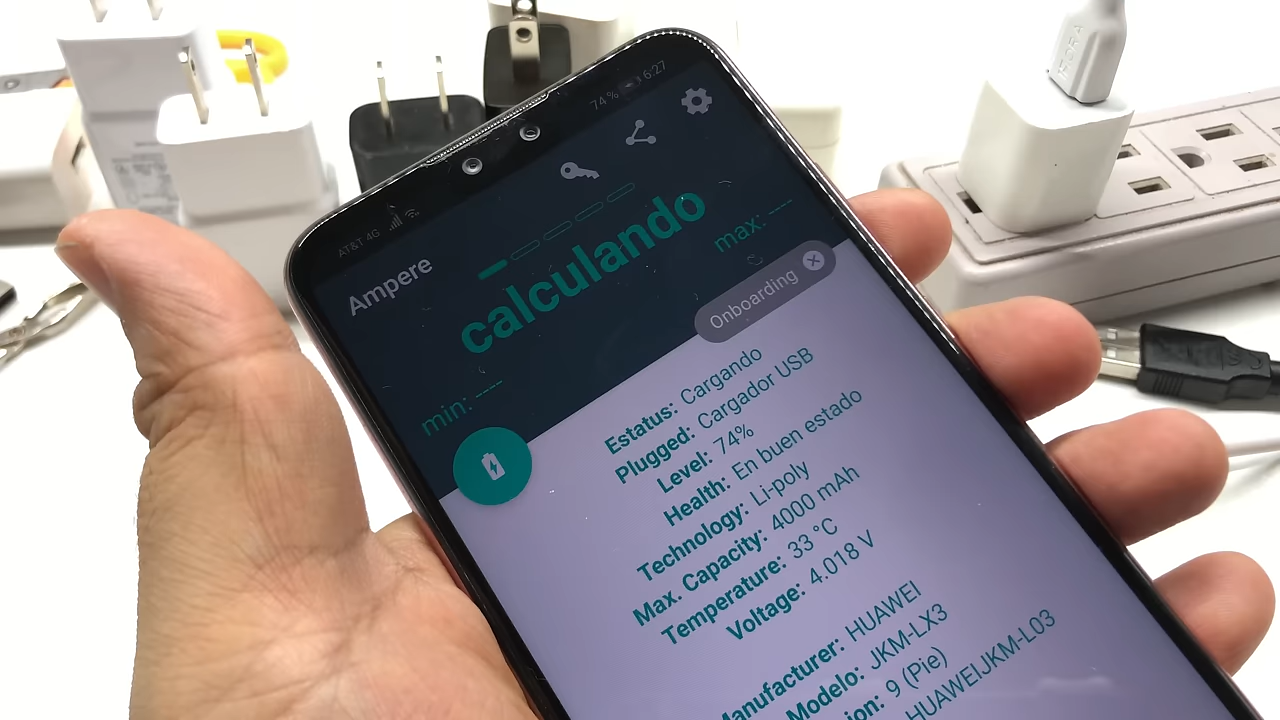 AT&T 4G 74% 6:27
Ampere
calculando
min: ----
max: ----
Onboarding
Estatus: Cargando
Plugged: Cargador USB
Level: 74%
Health: En buen estado
Technology: Li-poly
Max. Capacity: 4000 mAh
Temperature: 33 °C
Voltage: 4.018 V
Manufacturer: HUAWEI
Modelo: JKM-LX3
9 (Pie)
HUAWEIJKM-L03